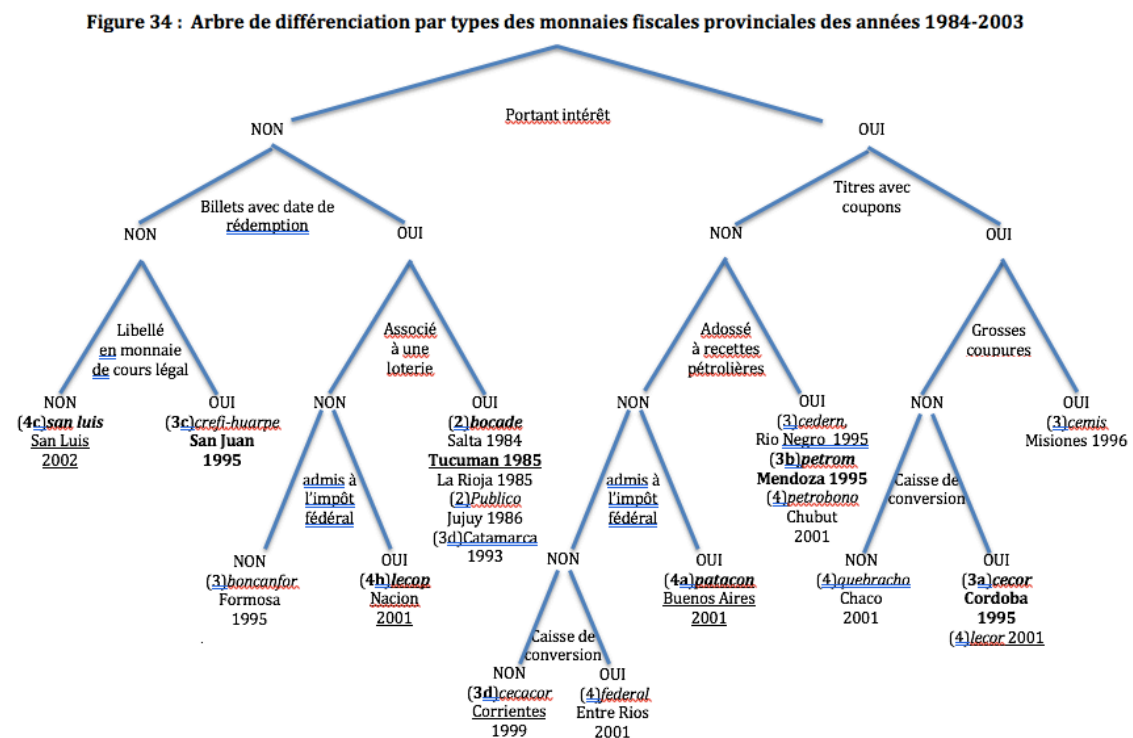 Figure 34 : Arbre de différenciation par types des monnaies fiscales provinciales des années 1984-2003
Portant intérêt
NON
OUI
Billets avec date de
rédemption
Titres avec
coupons
NON
OUI
NON
OUI
Libellé
en monnaie
de cours légal
Associé
à une
loterie
Adossé
à recettes
pétrolières
Grosses
coupures
NON
(4c)san luis
San Luis
2002
OUI
(3c)crefi-huarpe
San Juan
1995
NON
OUI
(2)bocade
Salta 1984
Tucuman 1985
La Rioja 1985
(2)Publico
Jujuy 1986
(3d)Catamarca
1993
NON
OUI
(3)cedern,
Rio Negro 1995
(3b)petrom
Mendoza 1995
(4)petrobono
Chubut
2001
NON
OUI
(3)cemis
Misiones 1996
admis à
l'impôt
fédéral
admis à
l'impôt
fédéral
Caisse de
conversion
NON
(3)boncanfor
Formosa
1995
OUI
(4b)lecop
Nacion
2001
NON
OUI
(4a)patacon
Buenos Aires
2001
NON
(4)quebracho
Chaco
2001
OUI
(3a)cecor
Cordoba
1995
(4)lecor 2001
Caisse de
conversion
NON
(3d)cecacor
Corrientes
1999
OUI
(4)federal
Entre Rios
2001